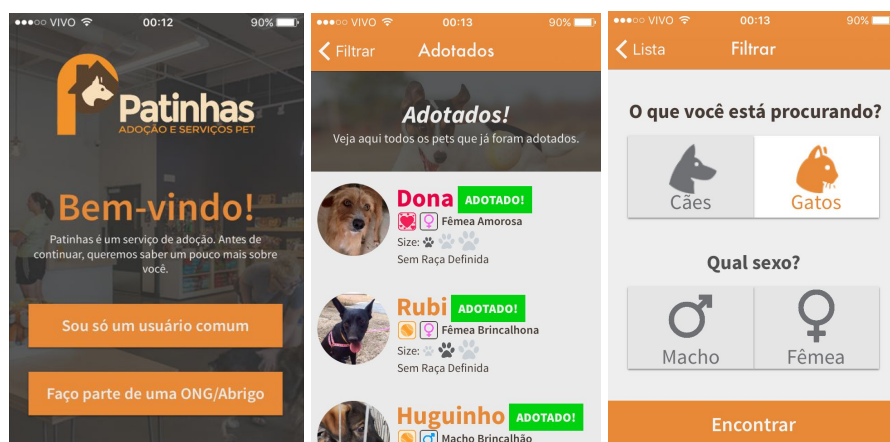 VIVO 00:12 90%
Patinhas
ADOÇÃO E SERVIÇOS PET
Bem-vindo!
Patinhas é um serviço de adoção. Antes de
continuar, queremos saber um pouco mais sobre
você.
Sou só um usuário comum
Faço parte de uma ONG/Abrigo
VIVO 00:13 90%
Filtrar Adotados
Adotados!
Veja aqui todos os pets que já foram adotados.
Dona ADOTADO!
Fêmea Amorosa
Size:
Sem Raça Definida
Rubi ADOTADO!
Fêmea Brincalhona
Size:
Sem Raça Definida
Huguinho ADOTADO!
Macho Brincalhão
VIVO 00:13 90%
Lista Filtrar
O que você está procurando?
Cães Gatos
Qual sexo?
Macho Fêmea
Encontrar